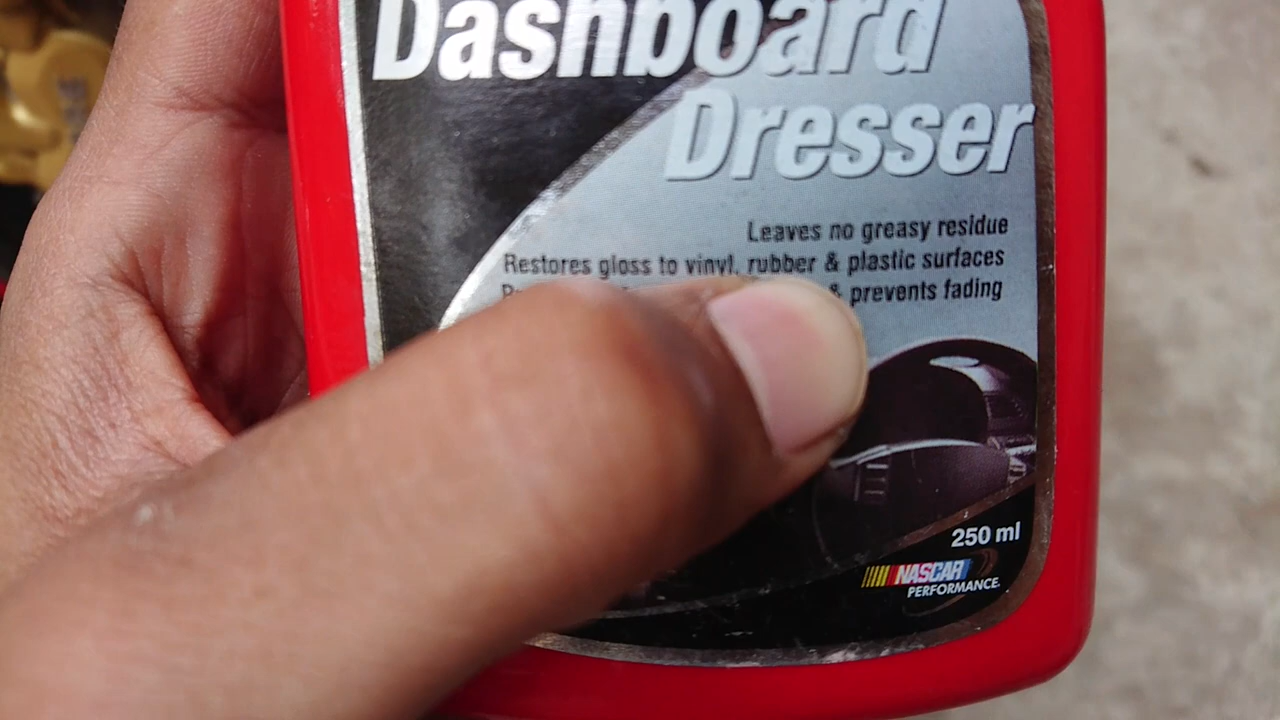 Dashboard
Dresser
Leaves no greasy residue
Restores gloss to vinyl, rubber & plastic surfaces
& prevents fading
250 ml
NASCAR
PERFORMANCE.